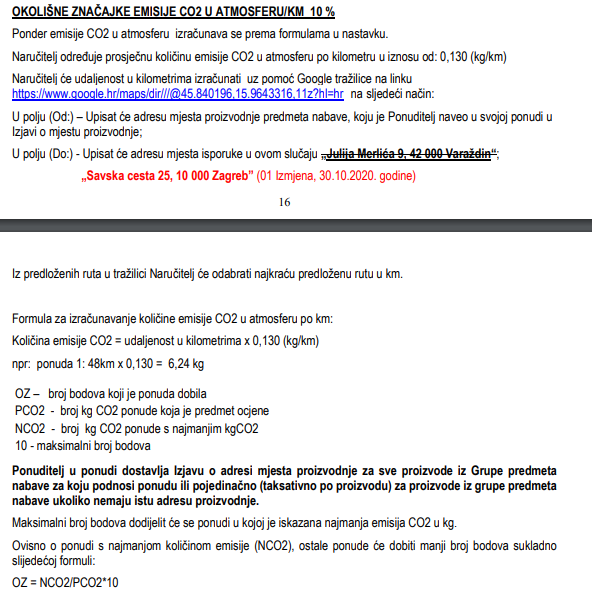 OKOLIŠNE ZNAČAJKE EMISIJE CO2 U ATMOSFERU/KM  10 %
Ponder emisije CO2 u atmosferu  izračunava se prema formulama u nastavku.
Naručitelj određuje prosječnu količinu emisije CO2 u atmosferu po kilometru u iznosu od: 0,130 (kg/km)
Naručitelj će udaljenost u kilometrima izračunati  uz pomoć Google tražilice na linku
https://www.google.hr/maps/dir///@45.840196,15.9643316,11z?hl=hr  na sljedeći način:
U polju (Od:) – Upisat će adresu mjesta proizvodnje predmeta nabave, koju je Ponuditelj naveo u svojoj ponudi u
Izjavi o mjestu proizvodnje;
U polju (Do:) - Upisat će adresu mjesta isporuke u ovom slučaju „Julija Merlića 9, 42 000 Varaždin“;
„Savska cesta 25, 10 000 Zagreb” (01 Izmjena, 30.10.2020. godine)
16
Iz predloženih ruta u tražilici Naručitelj će odabrati najkraću predloženu rutu u km.
Formula za izračunavanje količine emisije CO2 u atmosferu po km:
Količina emisije CO2 = udaljenost u kilometrima x 0,130 (kg/km)
npr:  ponuda 1: 48km x 0,130 =  6,24 kg
OZ –   broj bodova koji je ponuda dobila
PCO2  -  broj kg CO2 ponude koja je predmet ocjene
NCO2  -  broj  kg CO2 ponude s najmanjim kgCO2
10 - maksimalni broj bodova
Ponuditelj u ponudi dostavlja Izjavu o adresi mjesta proizvodnje za sve proizvode iz Grupe predmeta
nabave za koju podnosi ponudu ili pojedinačno (taksativno po proizvodu) za proizvode iz grupe predmeta
nabave ukoliko nemaju istu adresu proizvodnje.
Maksimalni broj bodova dodijelit će se ponudi u kojoj je iskazana najmanja emisija CO2 u kg.
Ovisno o ponudi s najmanjom količinom emisije (NCO2), ostale ponude će dobiti manji broj bodova sukladno
slijedećoj formuli:
OZ = NCO2/PCO2*10